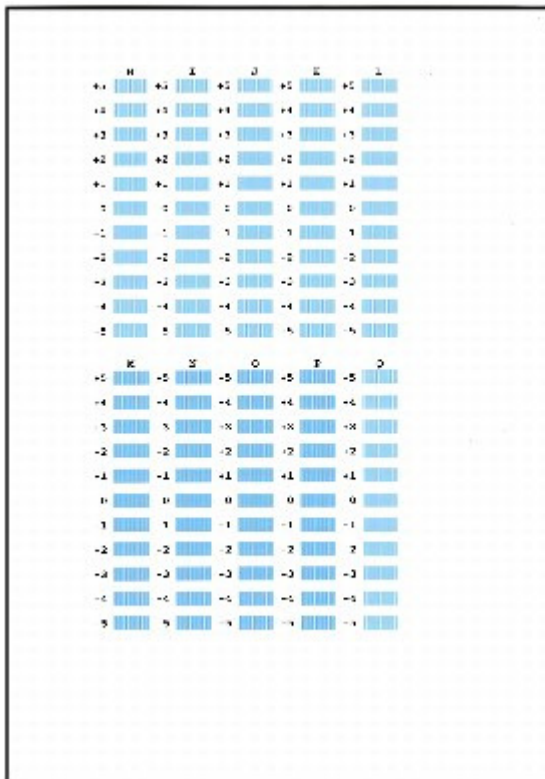 H I J K L
+5 +5 +5 +5 +5
+4 +4 +4 +4 +4
+3 +3 +3 +3 +3
+2 +2 +2 +2 +2
+1 +1 +1 +1 +1
0 0 0 0 0
-1 -1 1 1 1
-2 -2 -2 -2 -2
-3 -3 -3 -3 -3
-4 -4 -4 -4 -4
-5 5 -5 -5 -5
M N O P Q
+5 -5 -5 -5 -5
+4 -4 -4 -4 -4
-3 3 +3 +3 +3
-2 -2 +2 +2 +2
-1 -1 +1 +1 +1
0 0 0 0 0
1 1 -1 -1 -1
-2 -2 -2 -2 2
-3 -3 -3 -3 -3
-4 -4 -4 -4 -4
5 5 -5 -5 -5